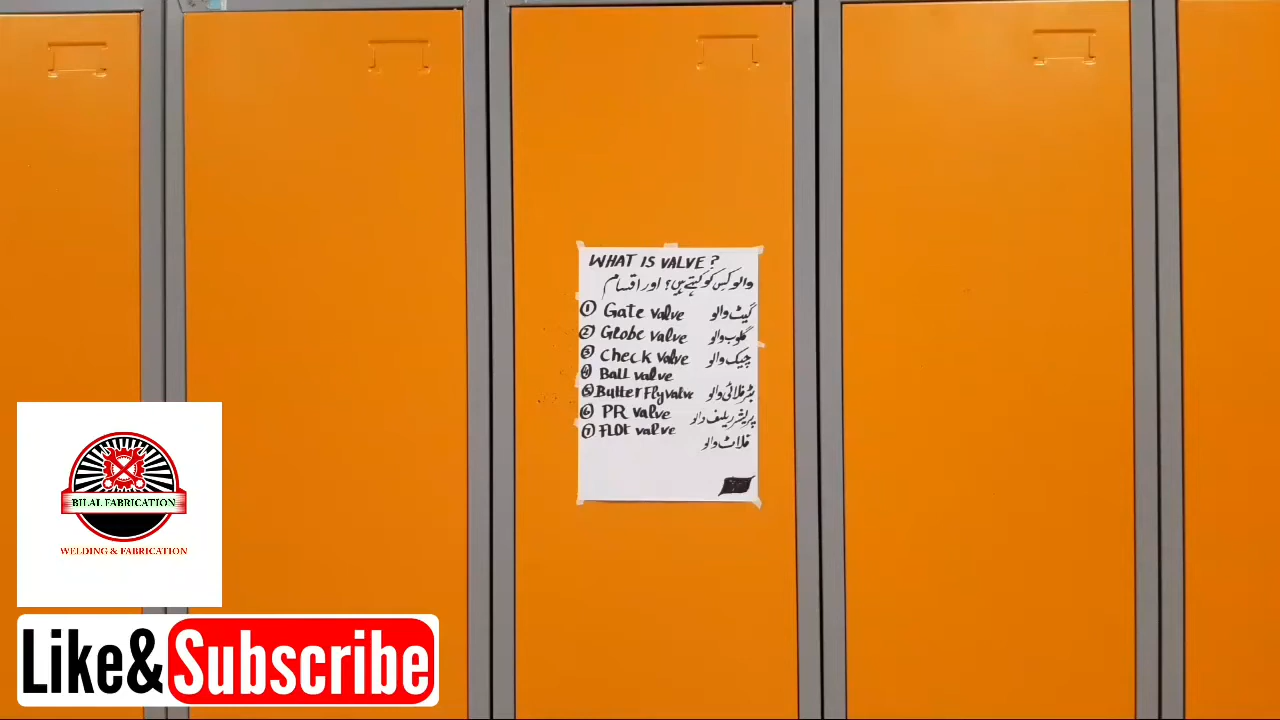 WHAT IS VALVE?
والو کس کو کہتے ہیں؟ اور اقسام
① Gate valve گیٹ والو
② Globe valve گلوب والو
③ Check valve چیک والو
④ Ball valve
⑤ Butter Fly valve بٹر فلائی والو
⑥ PR valve پریشر ریلیف والو
⑦ FLOt valve فلاٹ والو
BILAL FABRICATION
WELDING & FABRICATION
Like& Subscribe